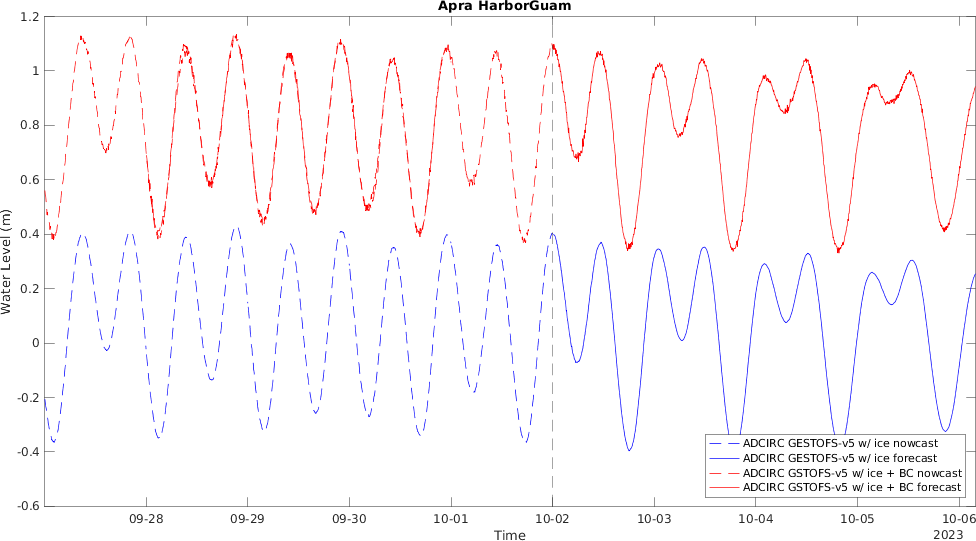 Apra HarborGuam
1.2
1
0.8
0.6
0.4
0.2
0
-0.2
-0.4
-0.6
Water Level (m)
ADCIRC GESTOFS-v5 w/ ice nowcast
ADCIRC GESTOFS-v5 w/ ice forecast
ADCIRC GSTOFS-v5 w/ ice + BC nowcast
ADCIRC GSTOFS-v5 w/ ice + BC forecast
09-28 09-29 09-30 10-01 10-02 10-03 10-04 10-05 10-06
2023
Time